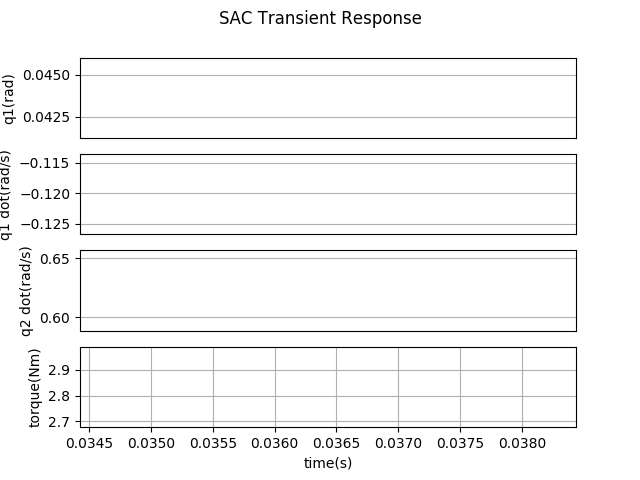 SAC Transient Response
q1(rad)
0.0450
0.0425
q1 dot(rad/s)
−0.115
−0.120
−0.125
q2 dot(rad/s)
0.65
0.60
torque(Nm)
2.9
2.8
2.7
0.0345 0.0350 0.0355 0.0360 0.0365 0.0370 0.0375 0.0380
time(s)